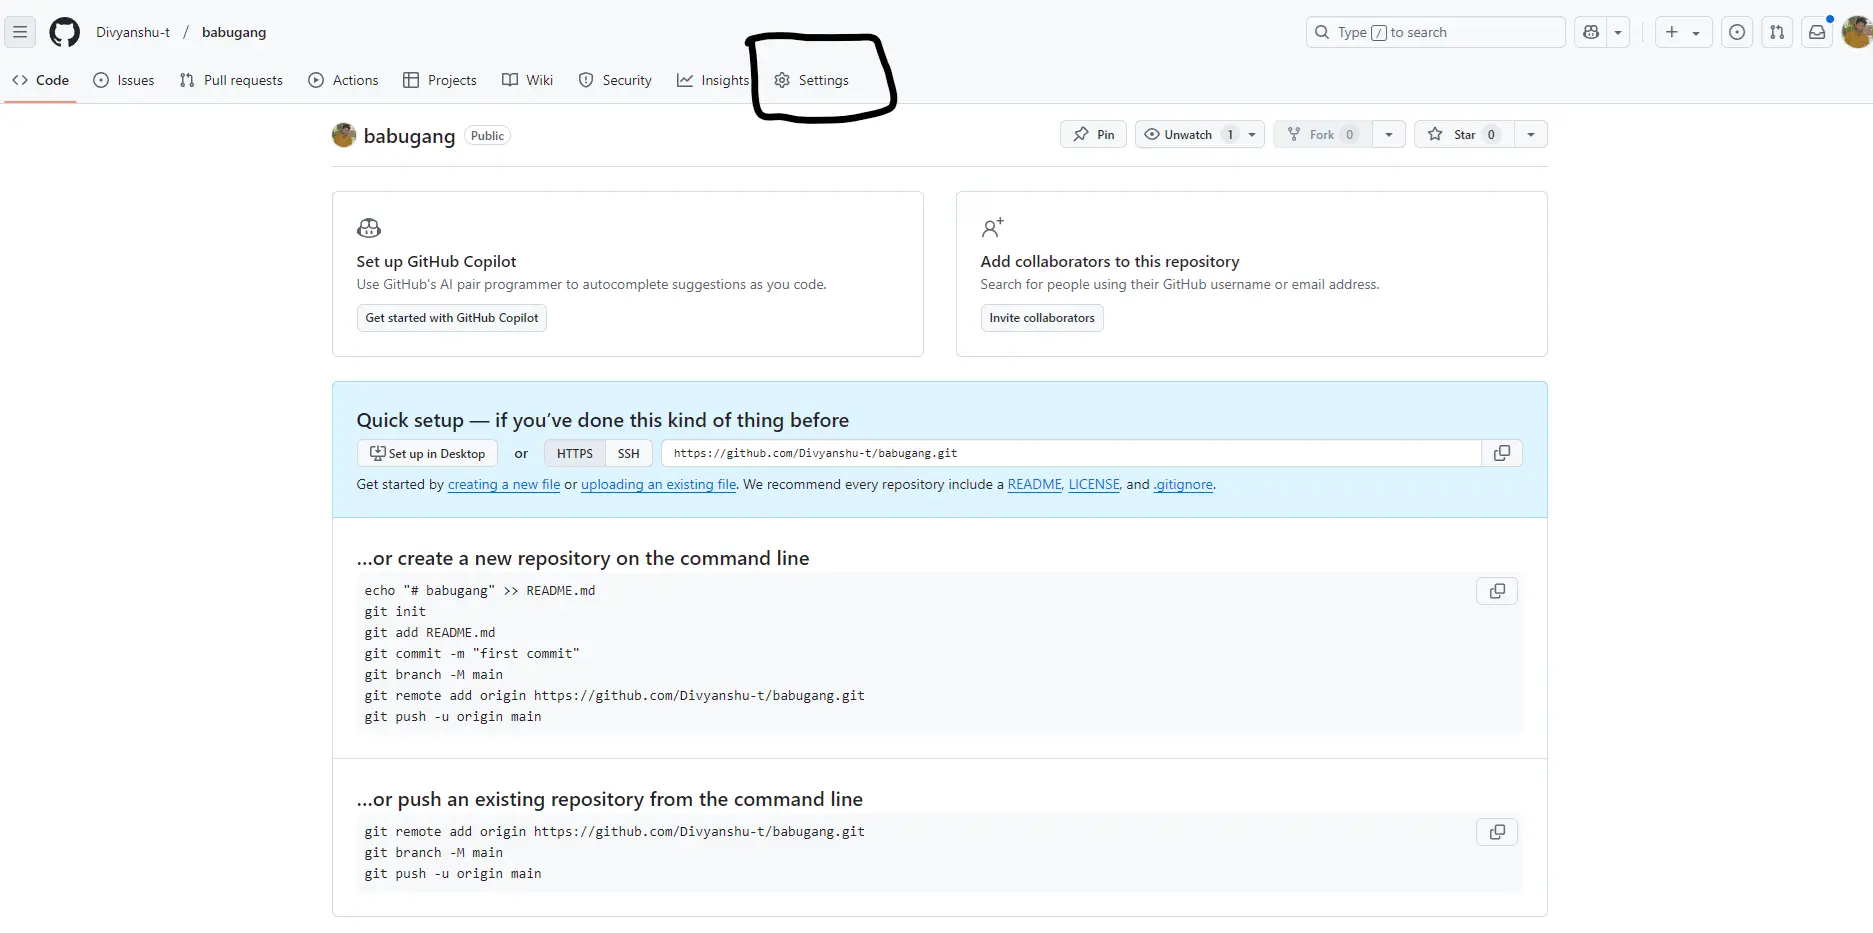 Divyanshu-t / babugang
Type / to search
Code Issues Pull requests Actions Projects Wiki Security Insights Settings
babugang Public
Pin Unwatch 1 Fork 0 Star 0
Set up GitHub Copilot
Use GitHub's AI pair programmer to autocomplete suggestions as you code.
Get started with GitHub Copilot
Add collaborators to this repository
Search for people using their GitHub username or email address.
Invite collaborators
Quick setup — if you’ve done this kind of thing before
Set up in Desktop or HTTPS SSH https://github.com/Divyanshu-t/babugang.git
Get started by creating a new file or uploading an existing file. We recommend every repository include a README, LICENSE, and .gitignore.
…or create a new repository on the command line
echo "# babugang" >> README.md
git init
git add README.md
git commit -m "first commit"
git branch -M main
git remote add origin https://github.com/Divyanshu-t/babugang.git
git push -u origin main
…or push an existing repository from the command line
git remote add origin https://github.com/Divyanshu-t/babugang.git
git branch -M main
git push -u origin main